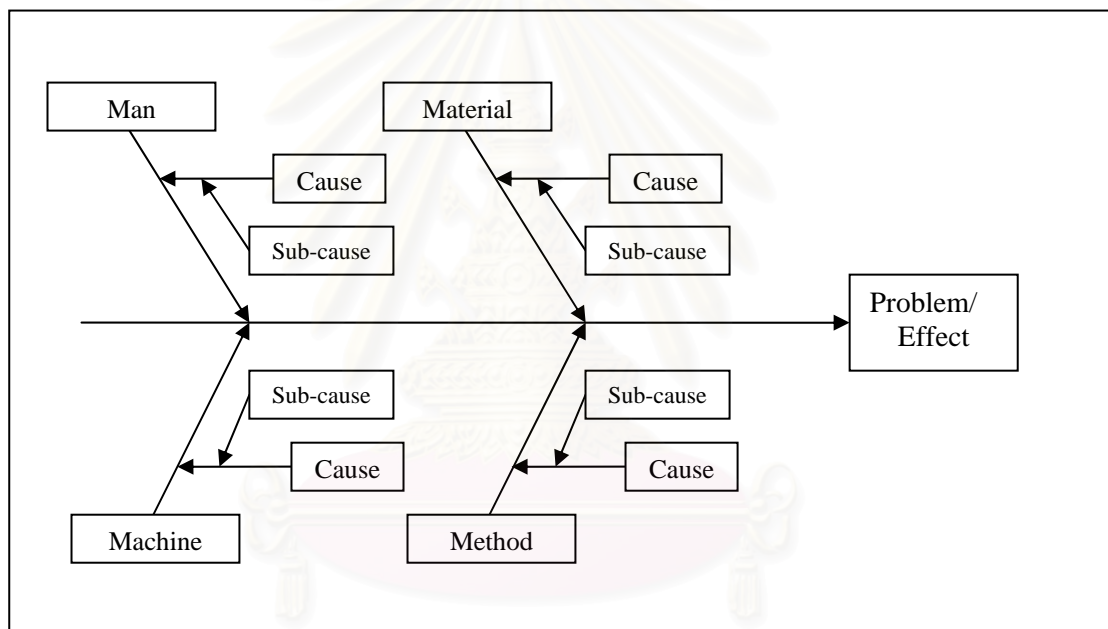 Man
Material
Cause
Cause
Sub-cause
Sub-cause
Problem/
Effect
Sub-cause
Sub-cause
Cause
Cause
Machine
Method